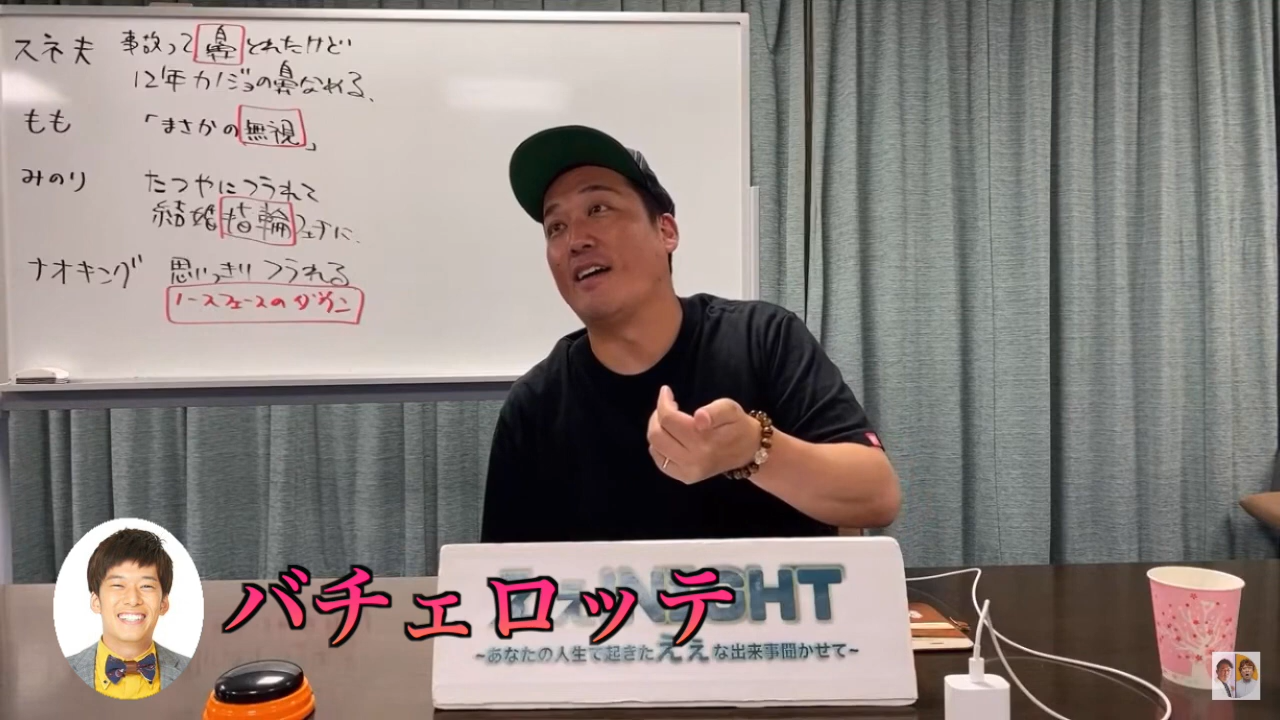 スネ夫 事故って鼻とれたけど
12年カノジョの鼻なめる、
もも 「まさかの無視」
みのり たつやにフラれて
結婚指輪フェチに、
ナオキング 思いっきりフラれる
ノースフェースのダウン
バチェロッテ
NIGHT
~あなたの人生で起きたええな出来事聞かせて~